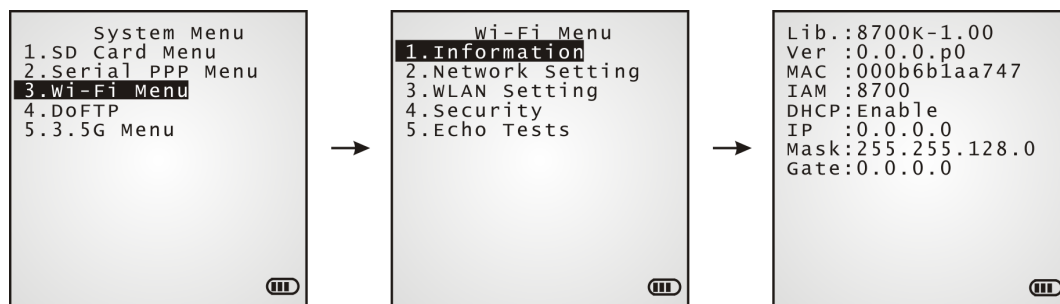 System Menu
1.SD Card Menu
2.Serial PPP Menu
3.Wi-Fi Menu
4.DoFTP
5.3.5G Menu
Wi-Fi Menu
1.Information
2.Network Setting
3.WLAN Setting
4.Security
5.Echo Tests
Lib.:8700K-1.00
Ver :0.0.0.p0
MAC :000b6b1aa747
IAM :8700
DHCP:Enable
IP :0.0.0.0
Mask:255.255.128.0
Gate:0.0.0.0